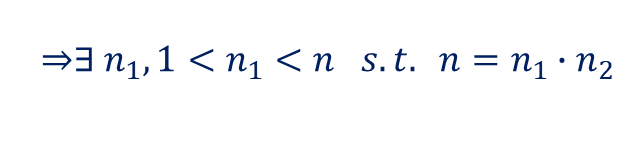 ⇒∃ n₁, 1 < n₁ < n s.t. n = n₁ · n₂